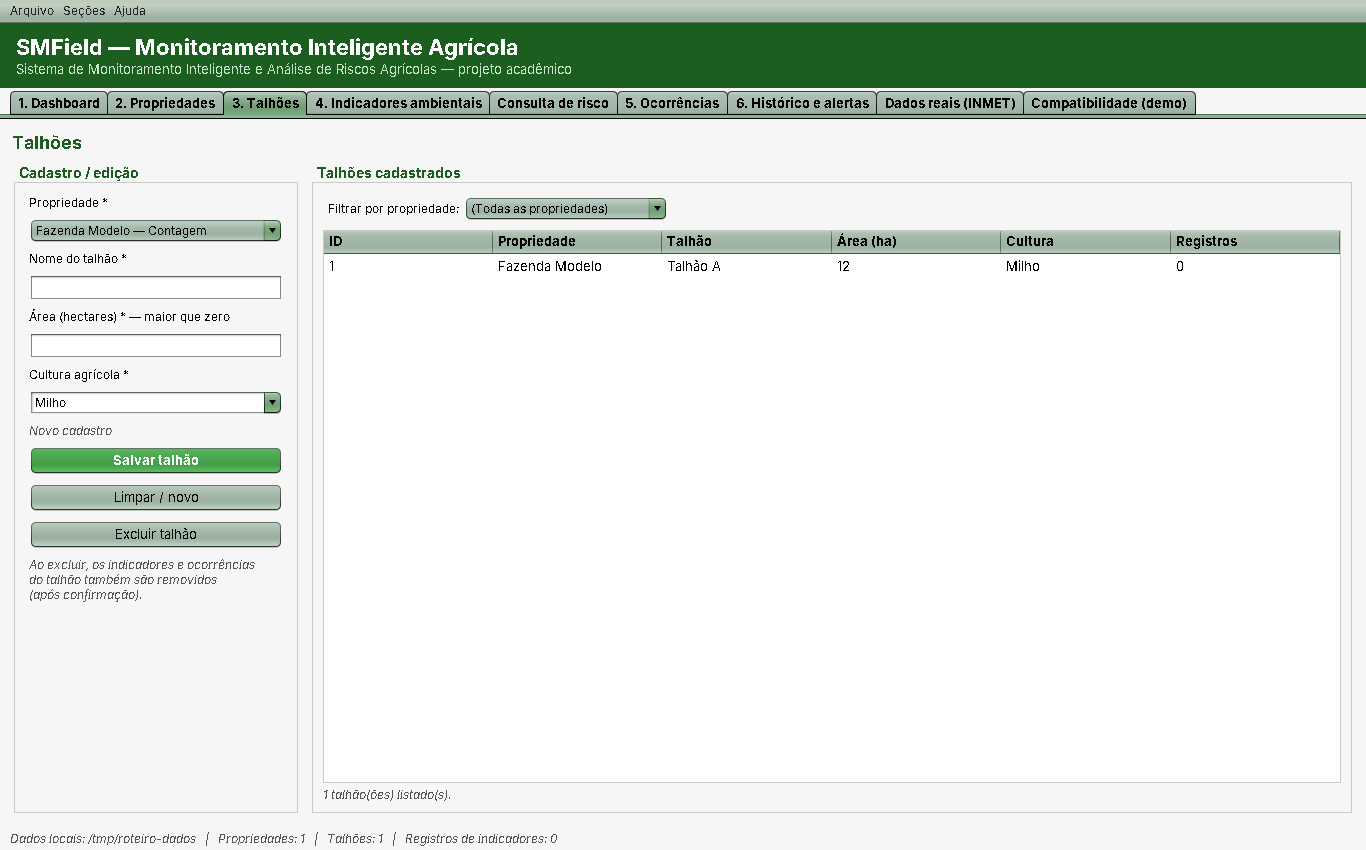 Arquivo Seções Ajuda
SMField — Monitoramento Inteligente Agrícola
Sistema de Monitoramento Inteligente e Análise de Riscos Agrícolas — projeto acadêmico
1. Dashboard 2. Propriedades 3. Talhões 4. Indicadores ambientais Consulta de risco 5. Ocorrências 6. Histórico e alertas Dados reais (INMET) Compatibilidade (demo)
Talhões
Cadastro / edição
Propriedade *
Fazenda Modelo — Contagem
Nome do talhão *
Área (hectares) * — maior que zero
Cultura agrícola *
Milho
Novo cadastro
Salvar talhão
Limpar / novo
Excluir talhão
Ao excluir, os indicadores e ocorrências
do talhão também são removidos
(após confirmação).
Talhões cadastrados
Filtrar por propriedade: (Todas as propriedades)
ID Propriedade Talhão Área (ha) Cultura Registros
1 Fazenda Modelo Talhão A 12 Milho 0
1 talhão(ões) listado(s).
Dados locais: /tmp/roteiro-dados | Propriedades: 1 | Talhões: 1 | Registros de indicadores: 0